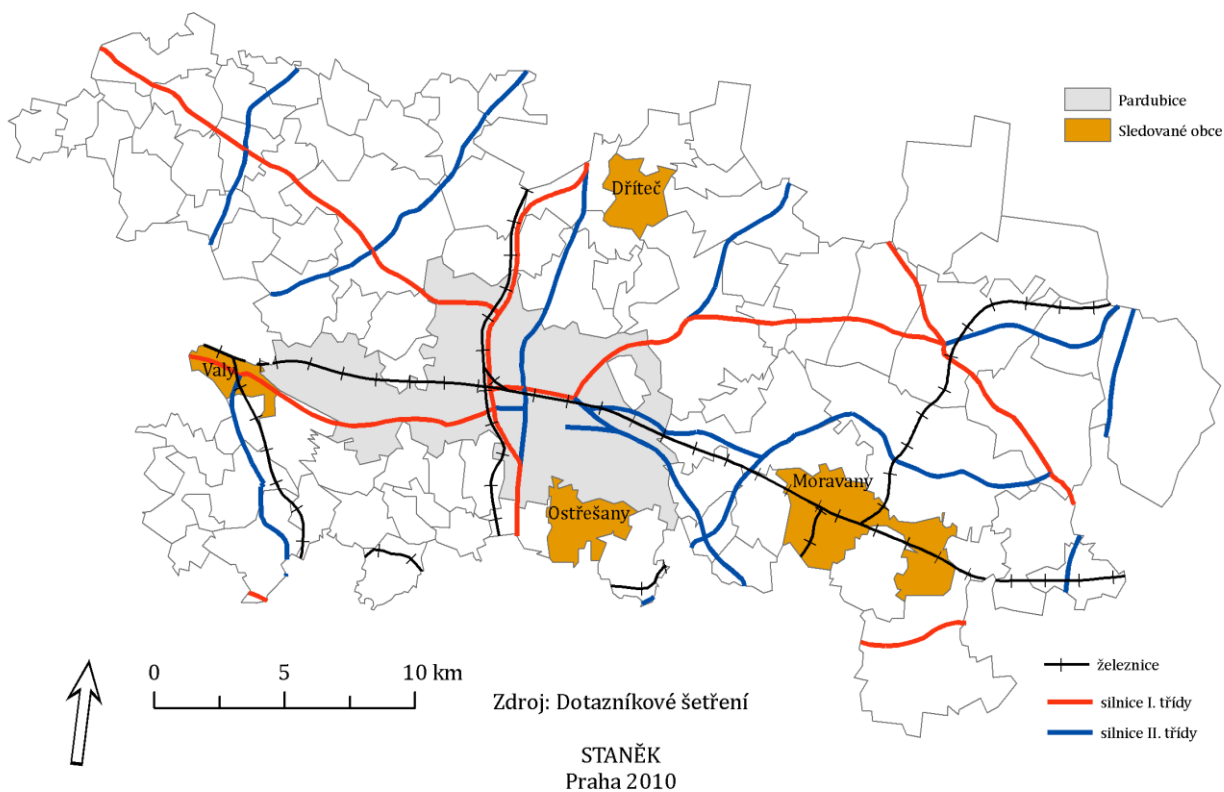 Pardubice
Sledované obce
Dříteč
Valy
Moravany
Ostřešany
0 5 10 km
Zdroj: Dotazníkové šetření
železnice
silnice I. třídy
silnice II. třídy
STANĚK
Praha 2010